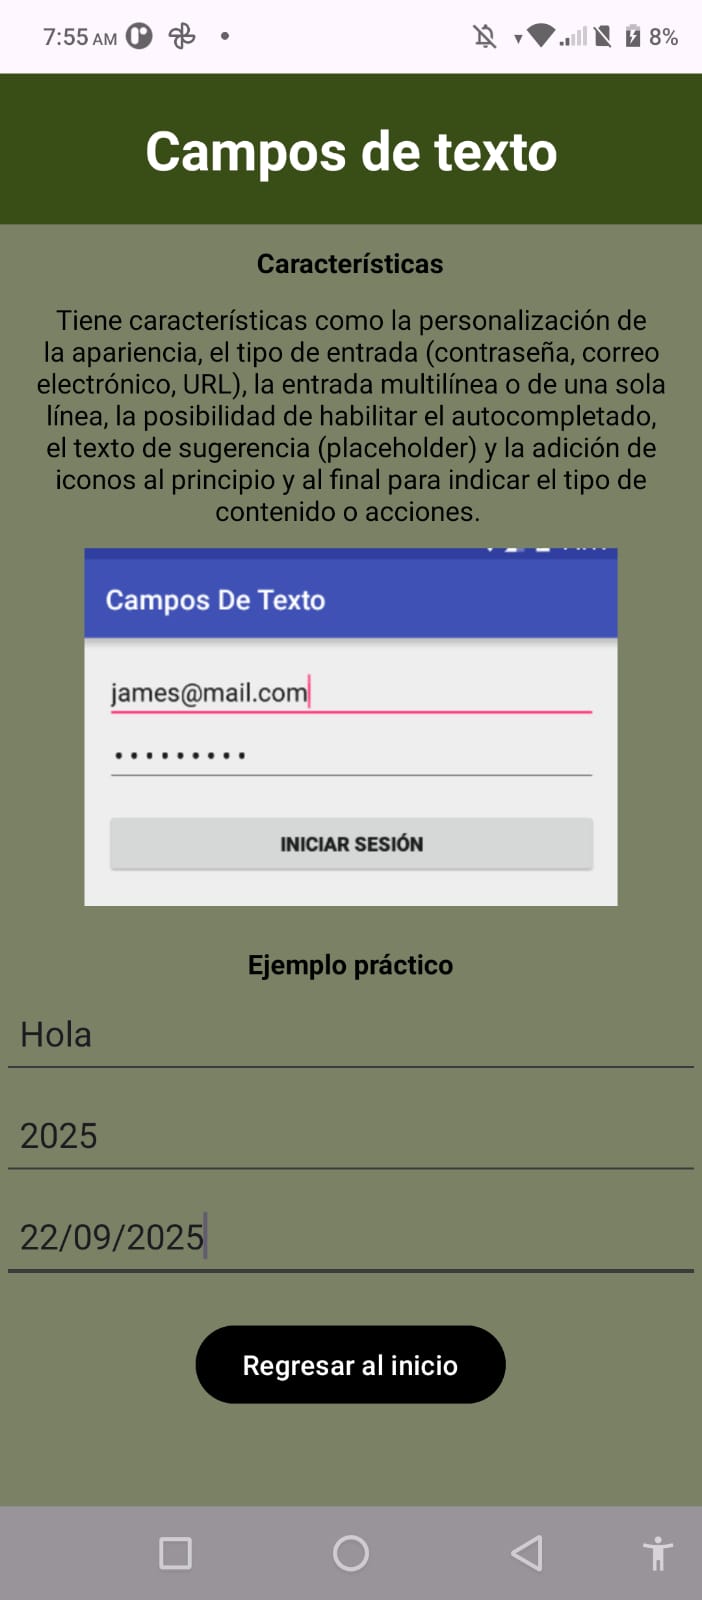 7:55 AM
8%
Campos de texto
Características
Tiene características como la personalización de
la apariencia, el tipo de entrada (contraseña, correo
electrónico, URL), la entrada multilínea o de una sola
línea, la posibilidad de habilitar el autocompletado,
el texto de sugerencia (placeholder) y la adición de
iconos al principio y al final para indicar el tipo de
contenido o acciones.
Campos De Texto
james@mail.com
•••••••••
INICIAR SESIÓN
Ejemplo práctico
Hola
2025
22/09/2025
Regresar al inicio